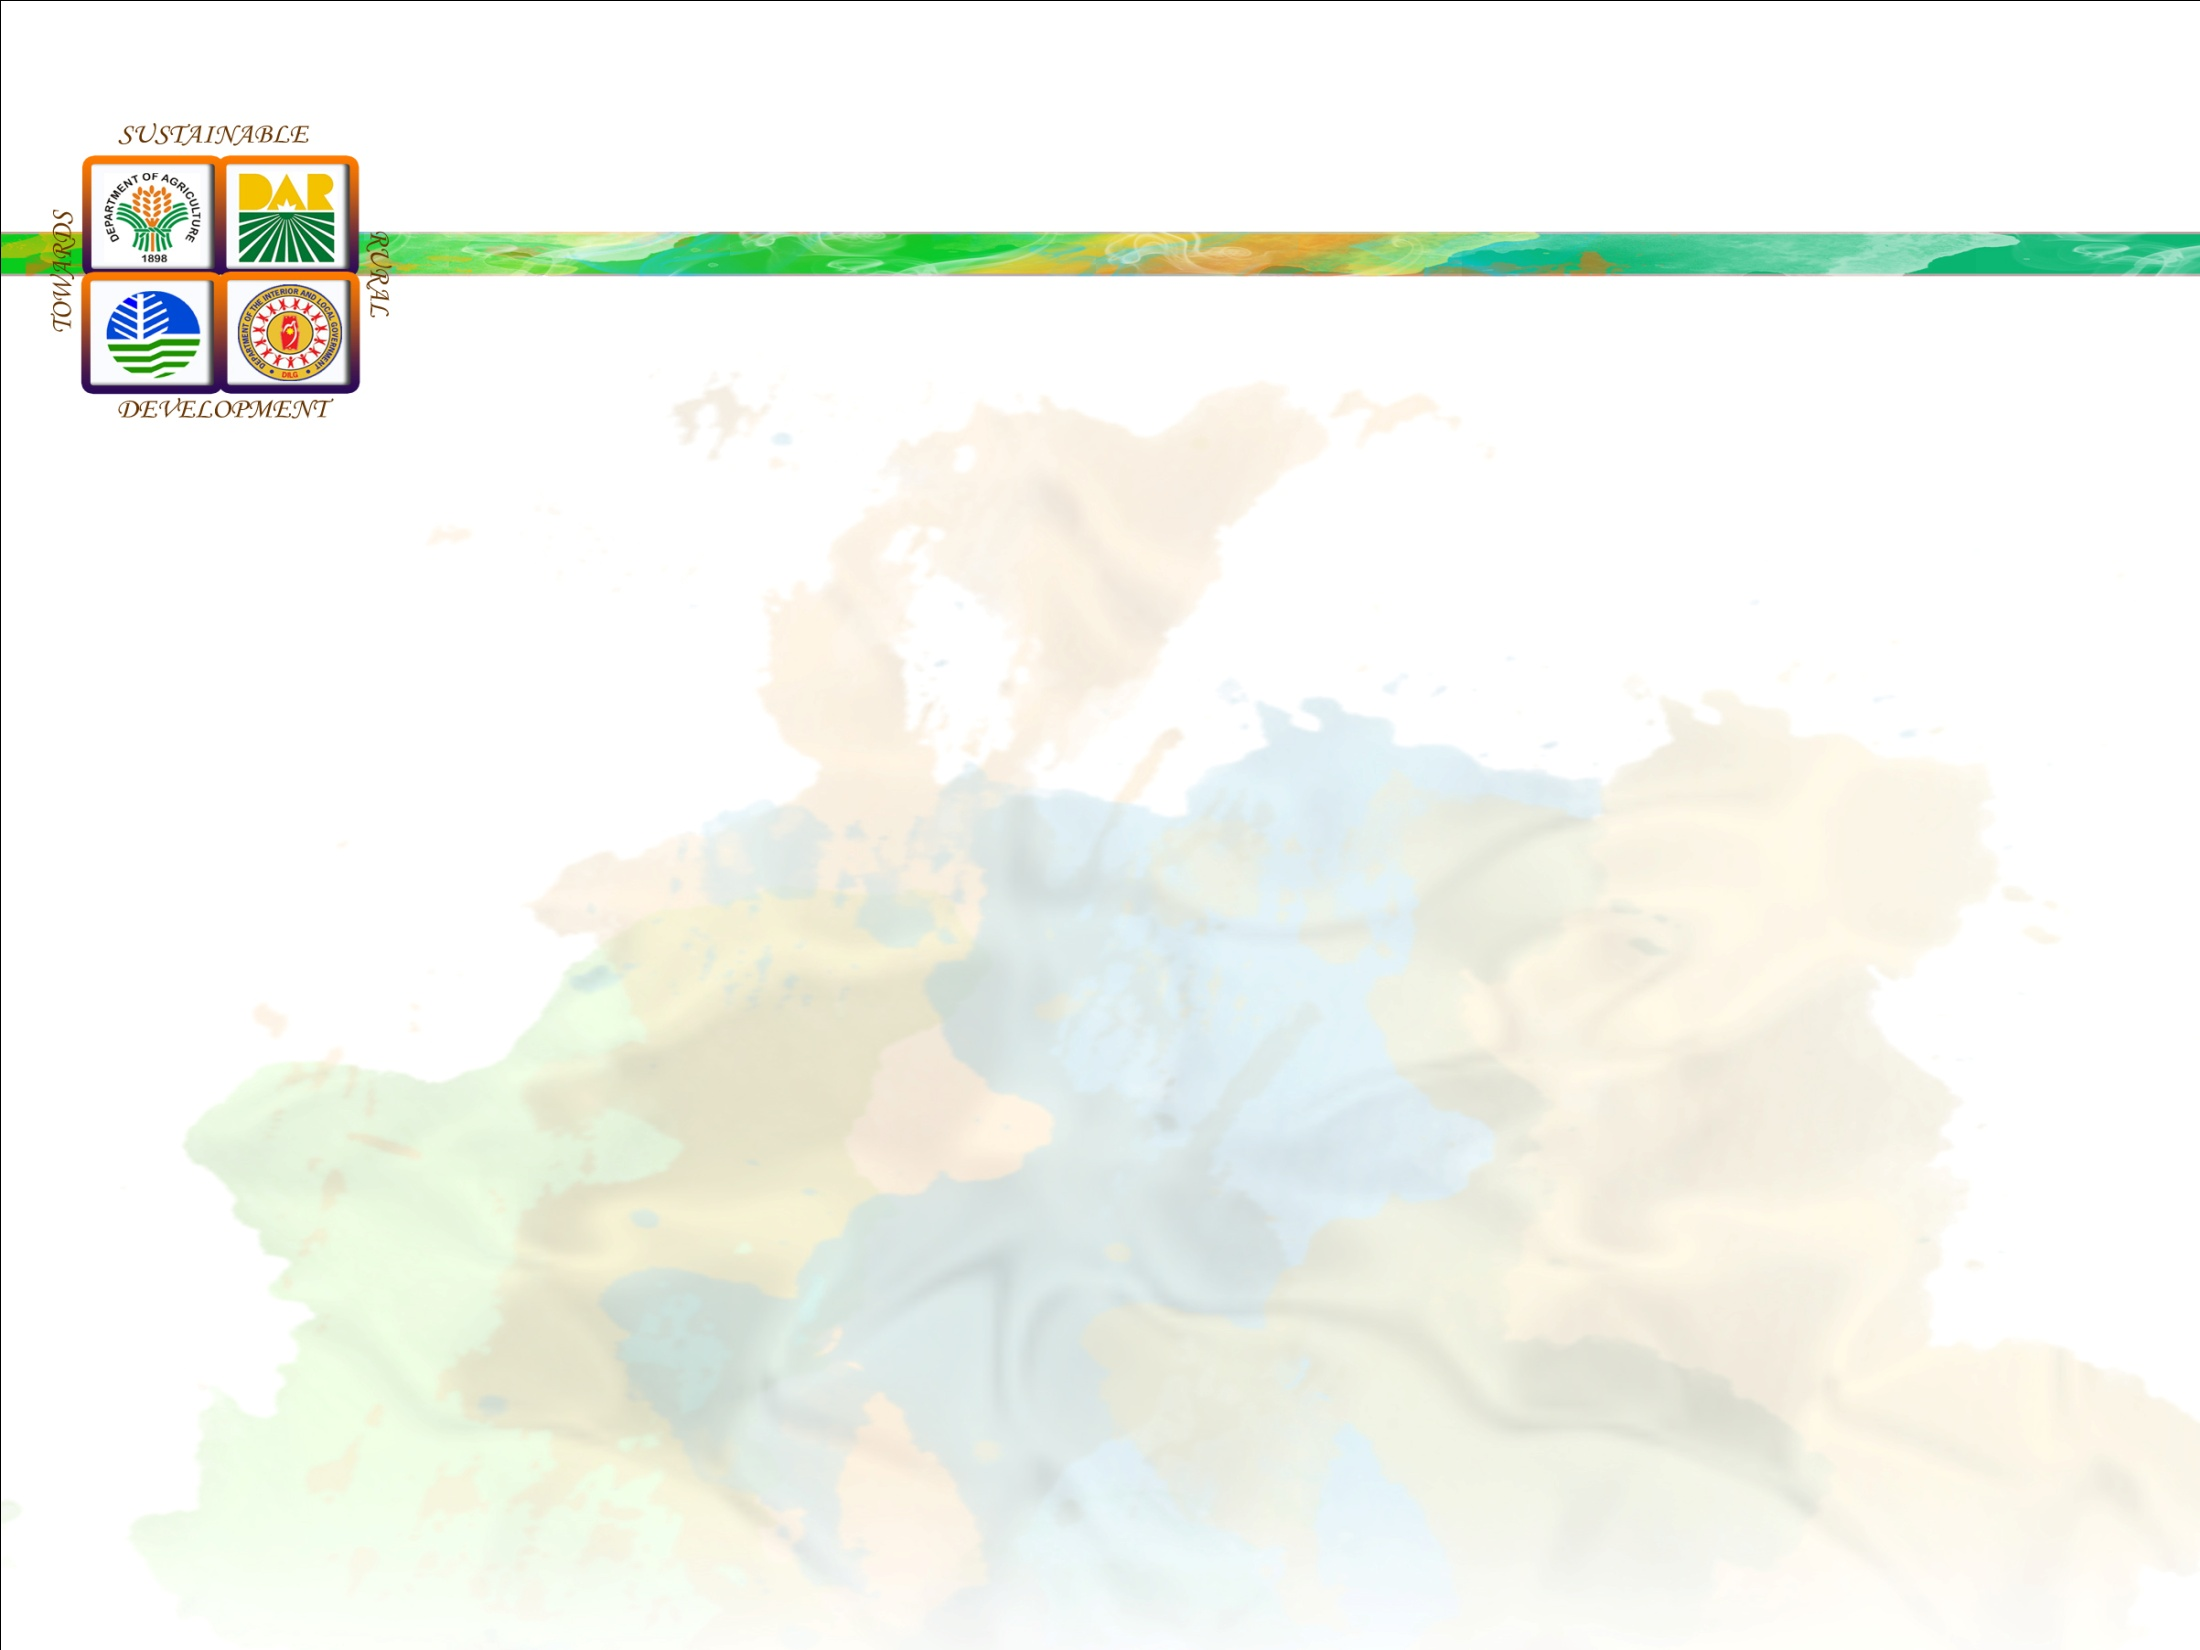 SUSTAINABLE
TOWARDS
DEPARTMENT OF AGRICULTURE
1898
DAR
RURAL
DEPARTMENT OF THE INTERIOR AND LOCAL GOVERNMENT
DILG
DEVELOPMENT